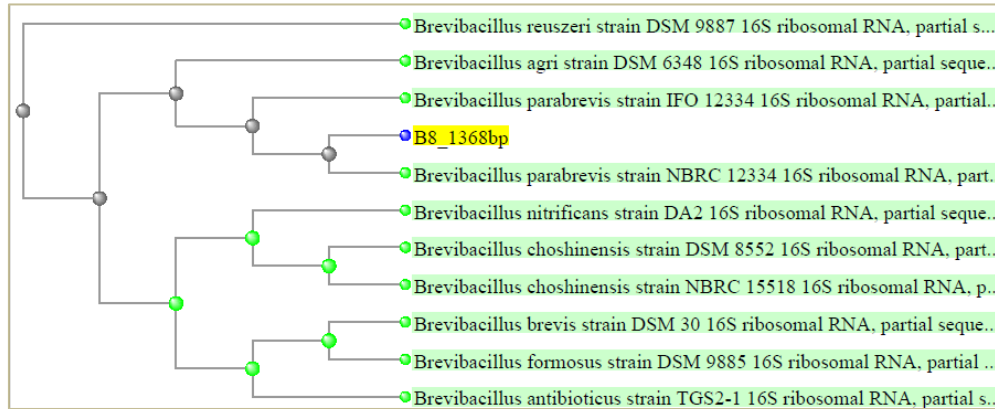 Brevibacillus reuszeri strain DSM 9887 16S ribosomal RNA, partial s...
Brevibacillus agri strain DSM 6348 16S ribosomal RNA, partial seque...
Brevibacillus parabrevis strain IFO 12334 16S ribosomal RNA, partial...
B8_1368bp
Brevibacillus parabrevis strain NBRC 12334 16S ribosomal RNA, part...
Brevibacillus nitrificans strain DA2 16S ribosomal RNA, partial seque...
Brevibacillus choshinensis strain DSM 8552 16S ribosomal RNA, part...
Brevibacillus choshinensis strain NBRC 15518 16S ribosomal RNA, p...
Brevibacillus brevis strain DSM 30 16S ribosomal RNA, partial seque...
Brevibacillus formosus strain DSM 9885 16S ribosomal RNA, partial ...
Brevibacillus antibioticus strain TGS2-1 16S ribosomal RNA, partial s...